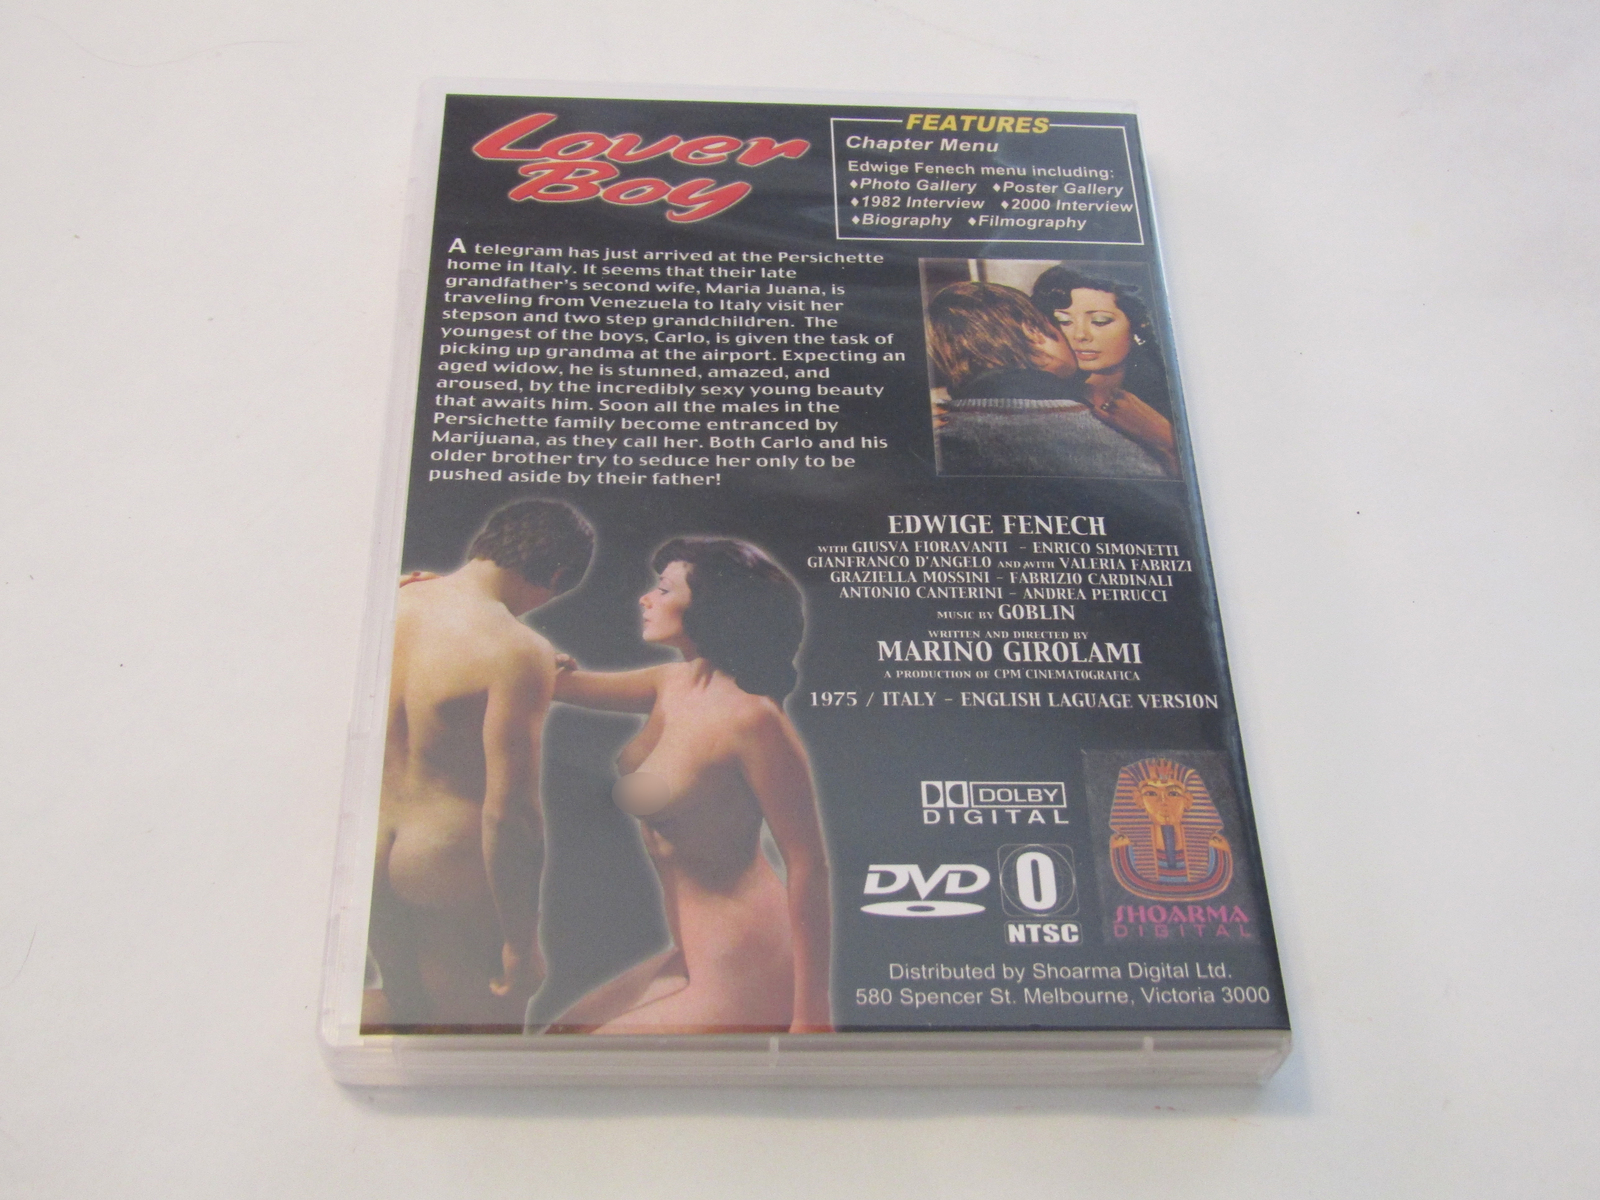 Lover
Boy
FEATURES
Chapter Menu
Edwige Fenech menu including:
♦Photo Gallery ♦Poster Gallery
♦1982 Interview ♦2000 Interview
♦Biography ♦Filmography
A telegram has just arrived at the Persichette
home in Italy. It seems that their late
grandfather's second wife, Maria Juana, is
traveling from Venezuela to Italy visit her
stepson and two step grandchildren. The
youngest of the boys, Carlo, is given the task of
picking up grandma at the airport. Expecting an
aged widow, he is stunned, amazed, and
aroused, by the incredibly sexy young beauty
that awaits him. Soon all the males in the
Persichette family become entranced by
Marijuana, as they call her. Both Carlo and his
older brother try to seduce her only to be
pushed aside by their father!
EDWIGE FENECH
WITH GIUSVA FIORAVANTI - ENRICO SIMONETTI
GIANFRANCO D'ANGELO AND WITH VALERIA FABRIZI
GRAZIELLA MOSSINI - FABRIZIO CARDINALI
ANTONIO CANTERINI - ANDREA PETRUCCI
MUSIC BY GOBLIN
WRITTEN AND DIRECTED BY
MARINO GIROLAMI
A PRODUCTION OF CPM CINEMATOGRAFICA
1975 / ITALY - ENGLISH LAGUAGE VERSION
DOLBY
DIGITAL
DVD
0
NTSC
SHOARMA
DIGITAL
Distributed by Shoarma Digital Ltd.
580 Spencer St. Melbourne, Victoria 3000